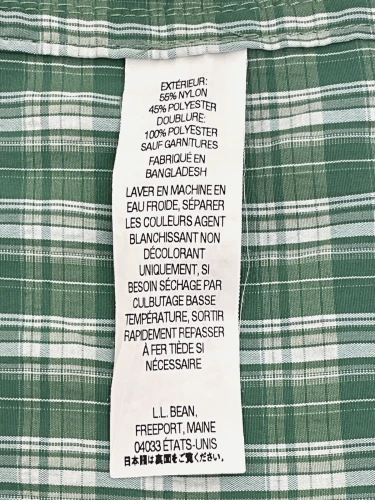 EXTÉRIEUR:
55% NYLON
45% POLYESTER
DOUBLURE:
100% POLYESTER
SAUF GARNITURES
FABRIQUÉ EN
BANGLADESH
LAVER EN MACHINE EN
EAU FROIDE, SÉPARER
LES COULEURS AGENT
BLANCHISSANT NON
DÉCOLORANT
UNIQUEMENT, SI
BESOIN SÉCHAGE PAR
CULBUTAGE BASSE
TEMPÉRATURE, SORTIR
RAPIDEMENT REPASSER
À FER TIÈDE SI
NÉCESSAIRE
L.L. BEAN,
FREEPORT, MAINE
04033 ÉTATS-UNIS
日本語は裏面をご覧ください